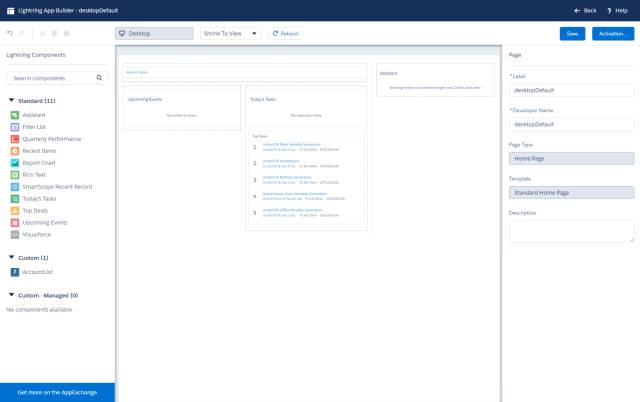 Lightning App Builder - desktopDefault
Back
? Help
Desktop
Shrink To View
Refresh
Save
Activation...
Lightning Components
Search components...
Standard (11)
Assistant
Filter List
Quarterly Performance
Recent Items
Report Chart
Rich Text
SmartScope Recent Record
Today's Tasks
Top Deals
Upcoming Events
Visualforce
Custom (1)
AccountList
Custom - Managed (0)
No components available.
Get more on the AppExchange
Recent Items
Upcoming Events
Today's Tasks
Top Deals
1
2
3
4
5
Assistant
Page
*Label
desktopDefault
*Developer Name
desktopDefault
Page Type
Home Page
Template
Standard Home Page
Description